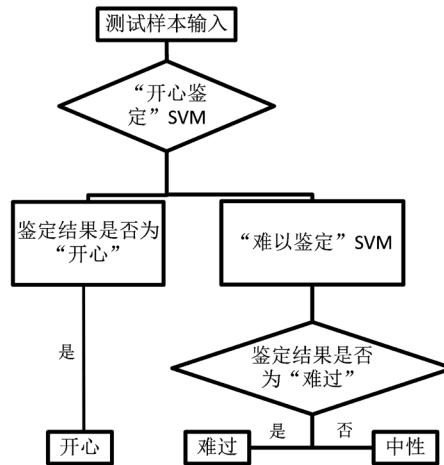 测试样本输入
“开心鉴
定”SVM
鉴定结果是否为
“开心”
“难以鉴定”SVM
是
鉴定结果是否
为“难过”
是
否
开心
难过
中性